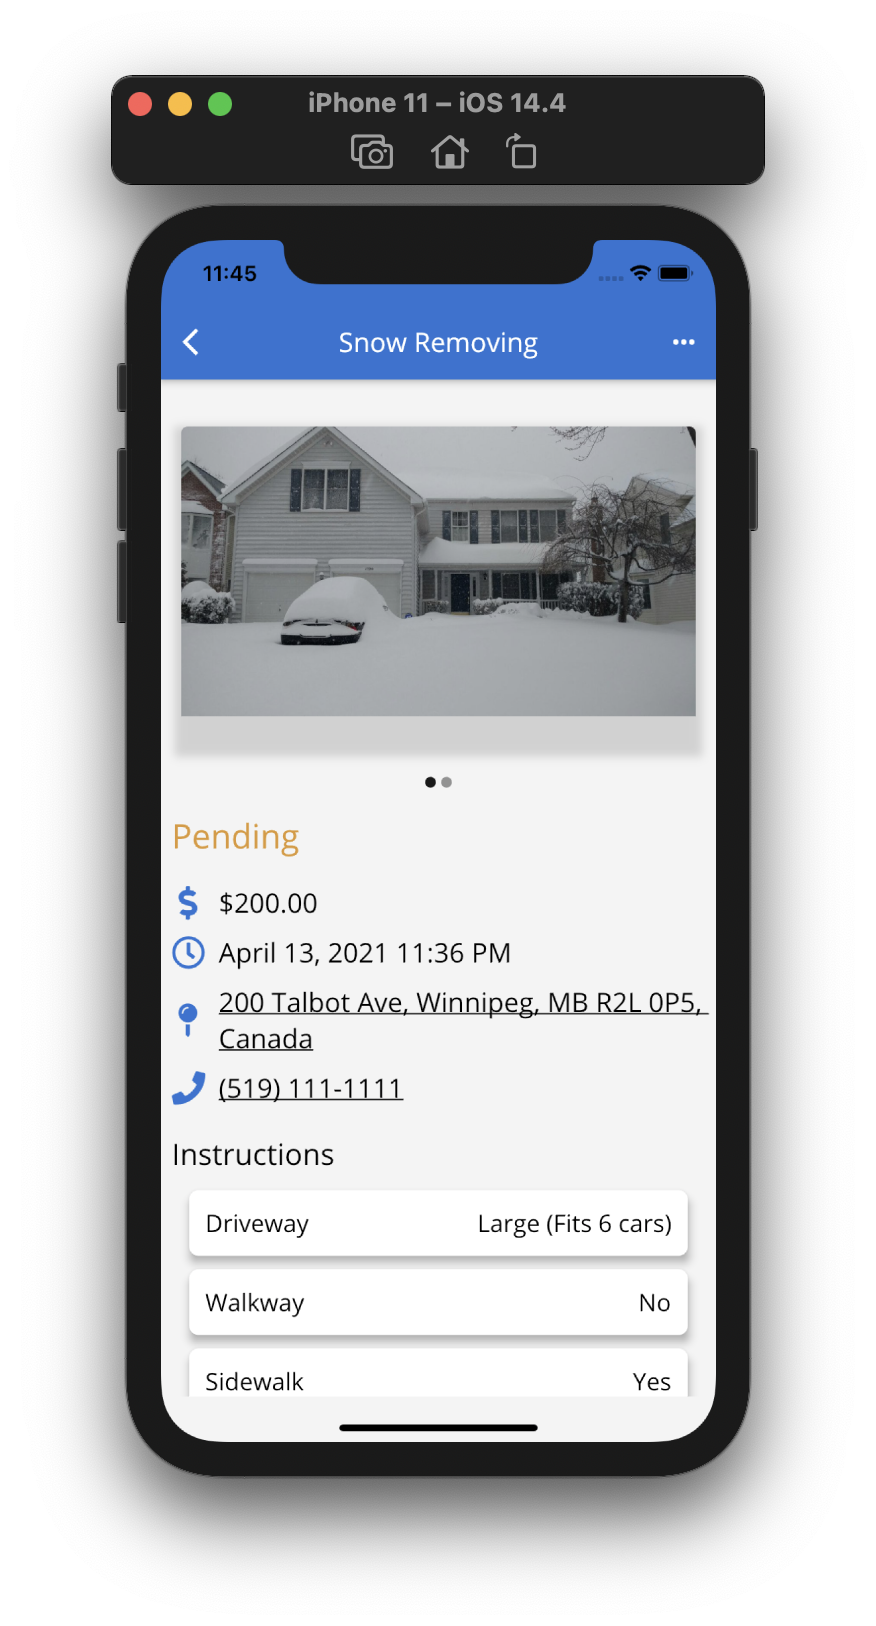 iPhone 11 – iOS 14.4
11:45
Snow Removing
Pending
$200.00
April 13, 2021 11:36 PM
200 Talbot Ave, Winnipeg, MB R2L 0P5,
Canada
(519) 111-1111
Instructions
Driveway Large (Fits 6 cars)
Walkway No
Sidewalk Yes